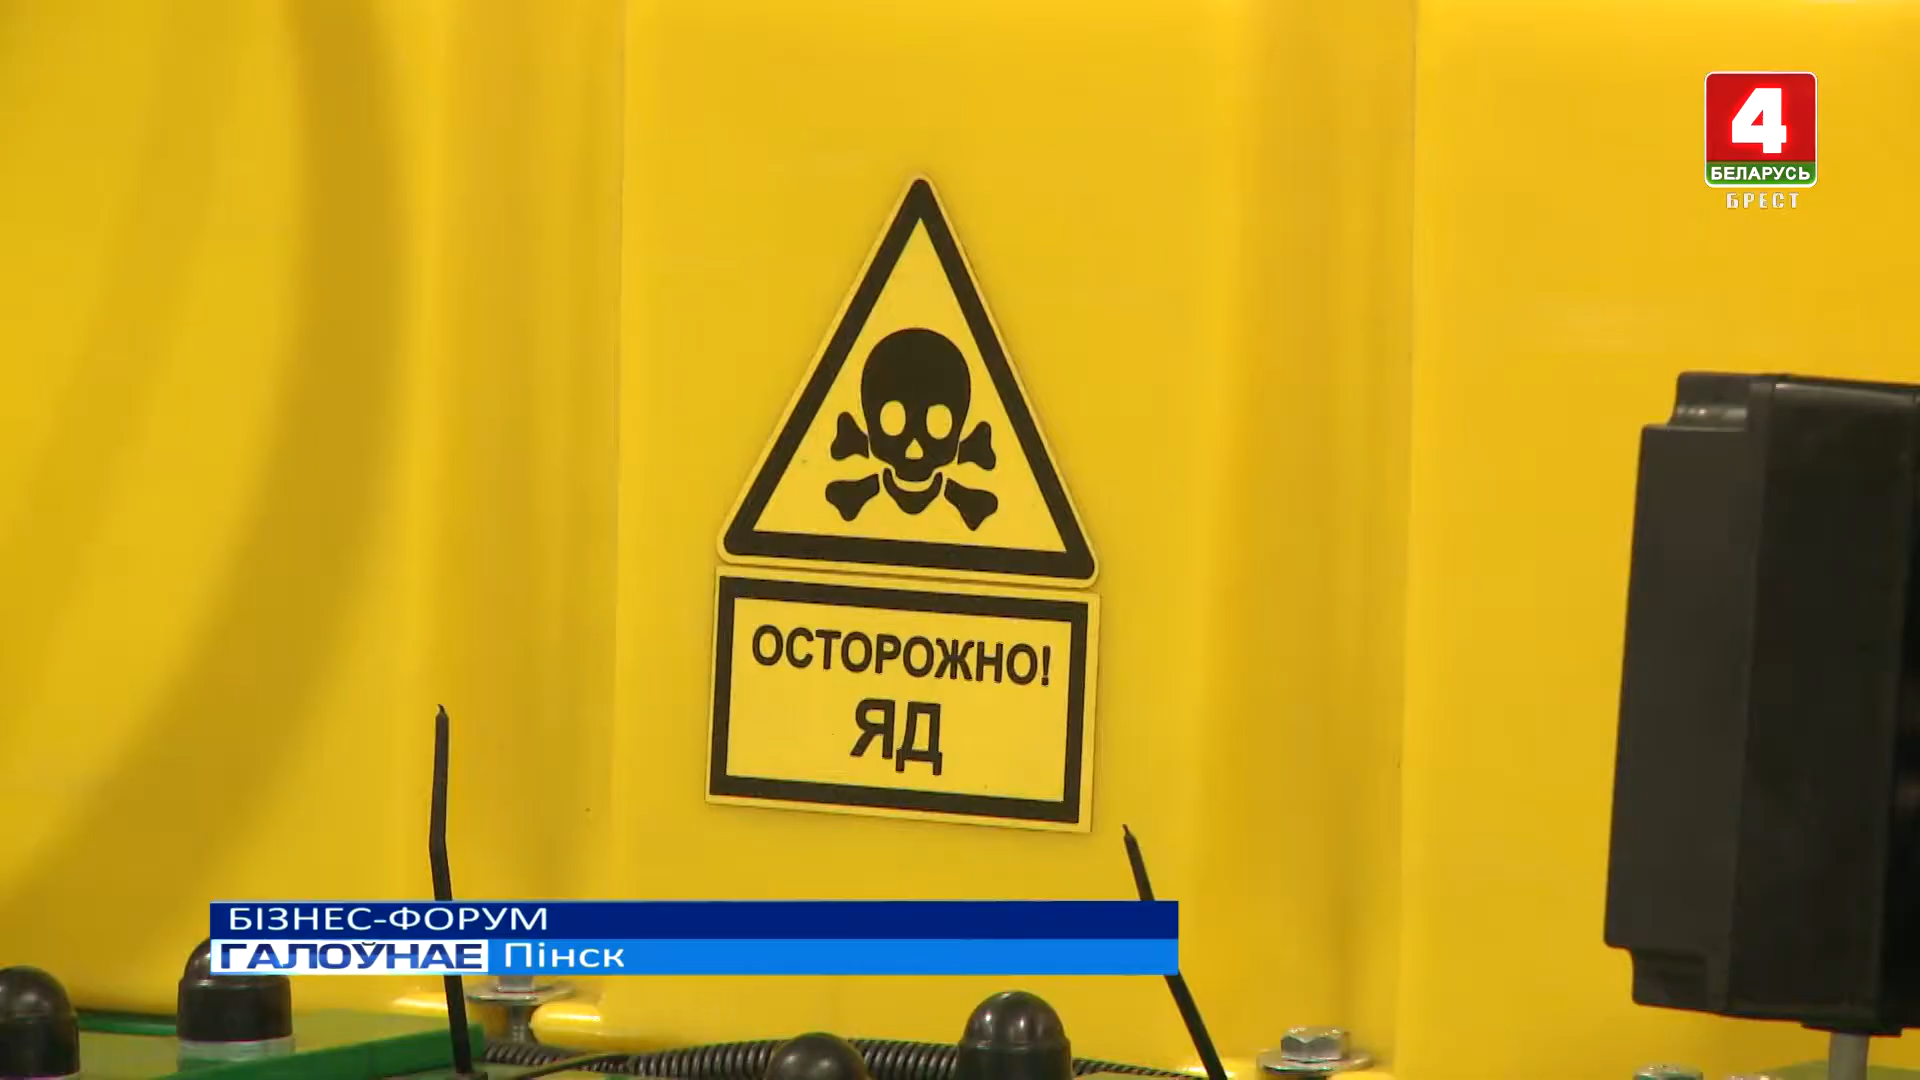 4
БЕЛАРУСЬ
БРЕСТ
ОСТОРОЖНО!
ЯД
БІЗНЕС-ФОРУМ
ГАЛОЎНАЕ Пінск